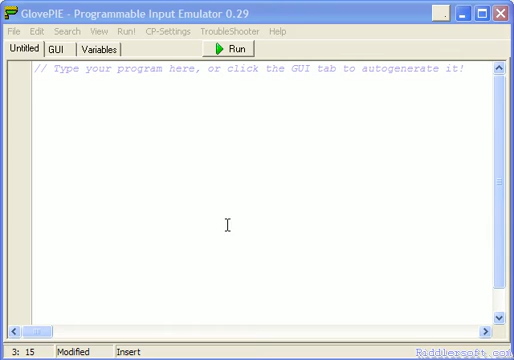 GlovePIE - Programmable Input Emulator 0.29
File Edit Search View Run! CP-Settings TroubleShooter Help
Untitled GUI Variables Run
// Type your program here, or click the GUI tab to autogenerate it!
3: 15 Modified Insert
Riddlersoft.com